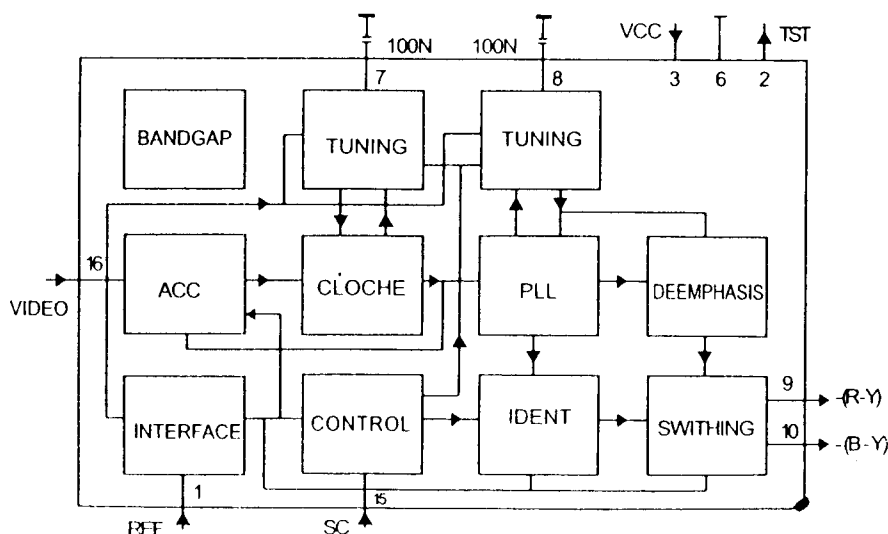 100N 100N VCC TST
7 8 3 6 2
BANDGAP TUNING TUNING
16
VIDEO ACC CLOCHE PLL DEEMPHASIS
INTERFACE CONTROL IDENT SWITHING
9 -(R-Y)
10 -(B-Y)
1 15
REF SC